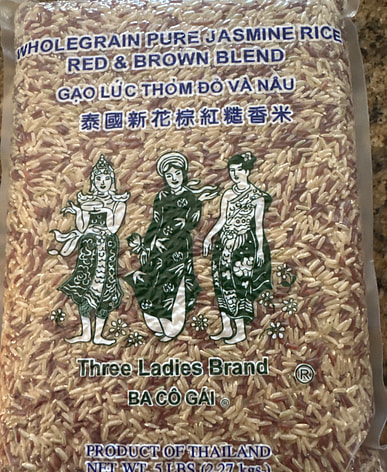 WHOLEGRAIN PURE JASMINE RICE
RED & BROWN BLEND
GẠO LỨC THƠM ĐỎ VÀ NÂU
泰國新花棕紅糙香米
Three Ladies Brand ®
BA CÔ GÁI ©
PRODUCT OF THAILAND
NET WT. 5 LBS (2.27 kgs.)